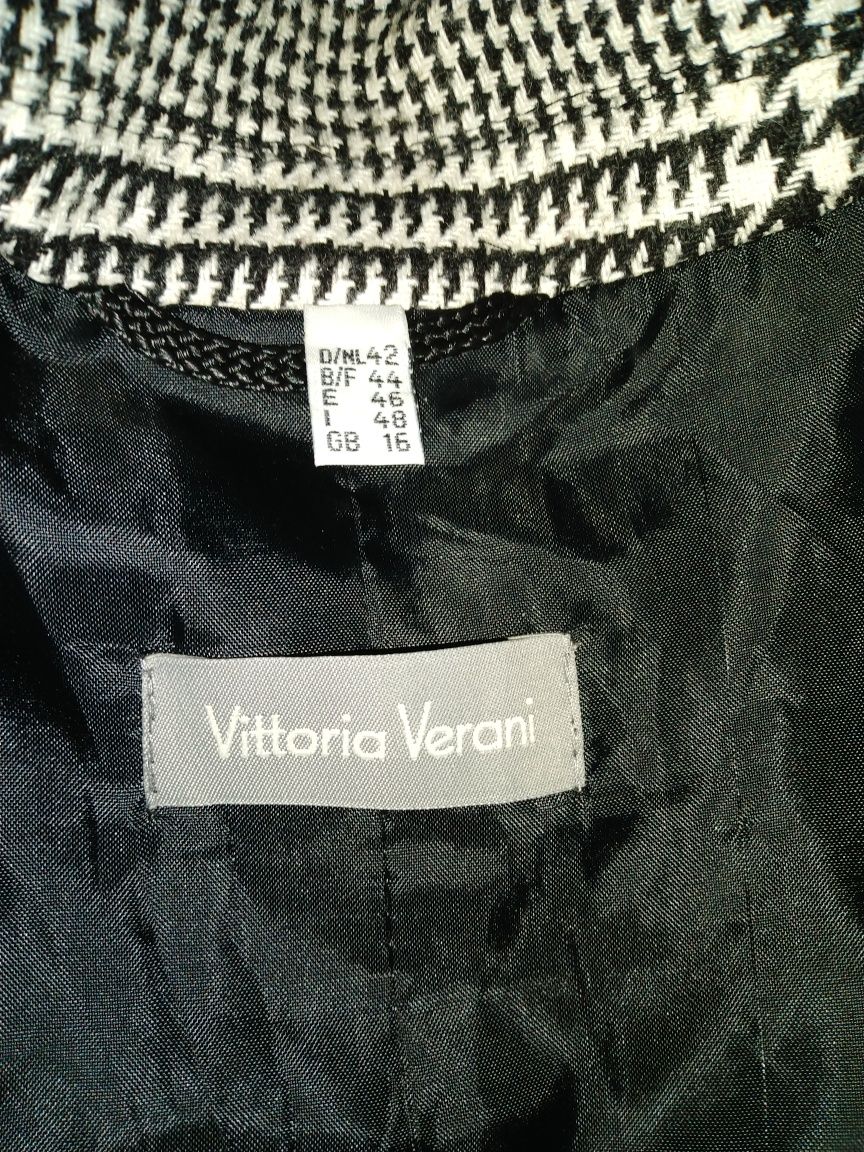 D/NL 42
B/F 44
E 46
I 48
GB 16
Vittoria Verani